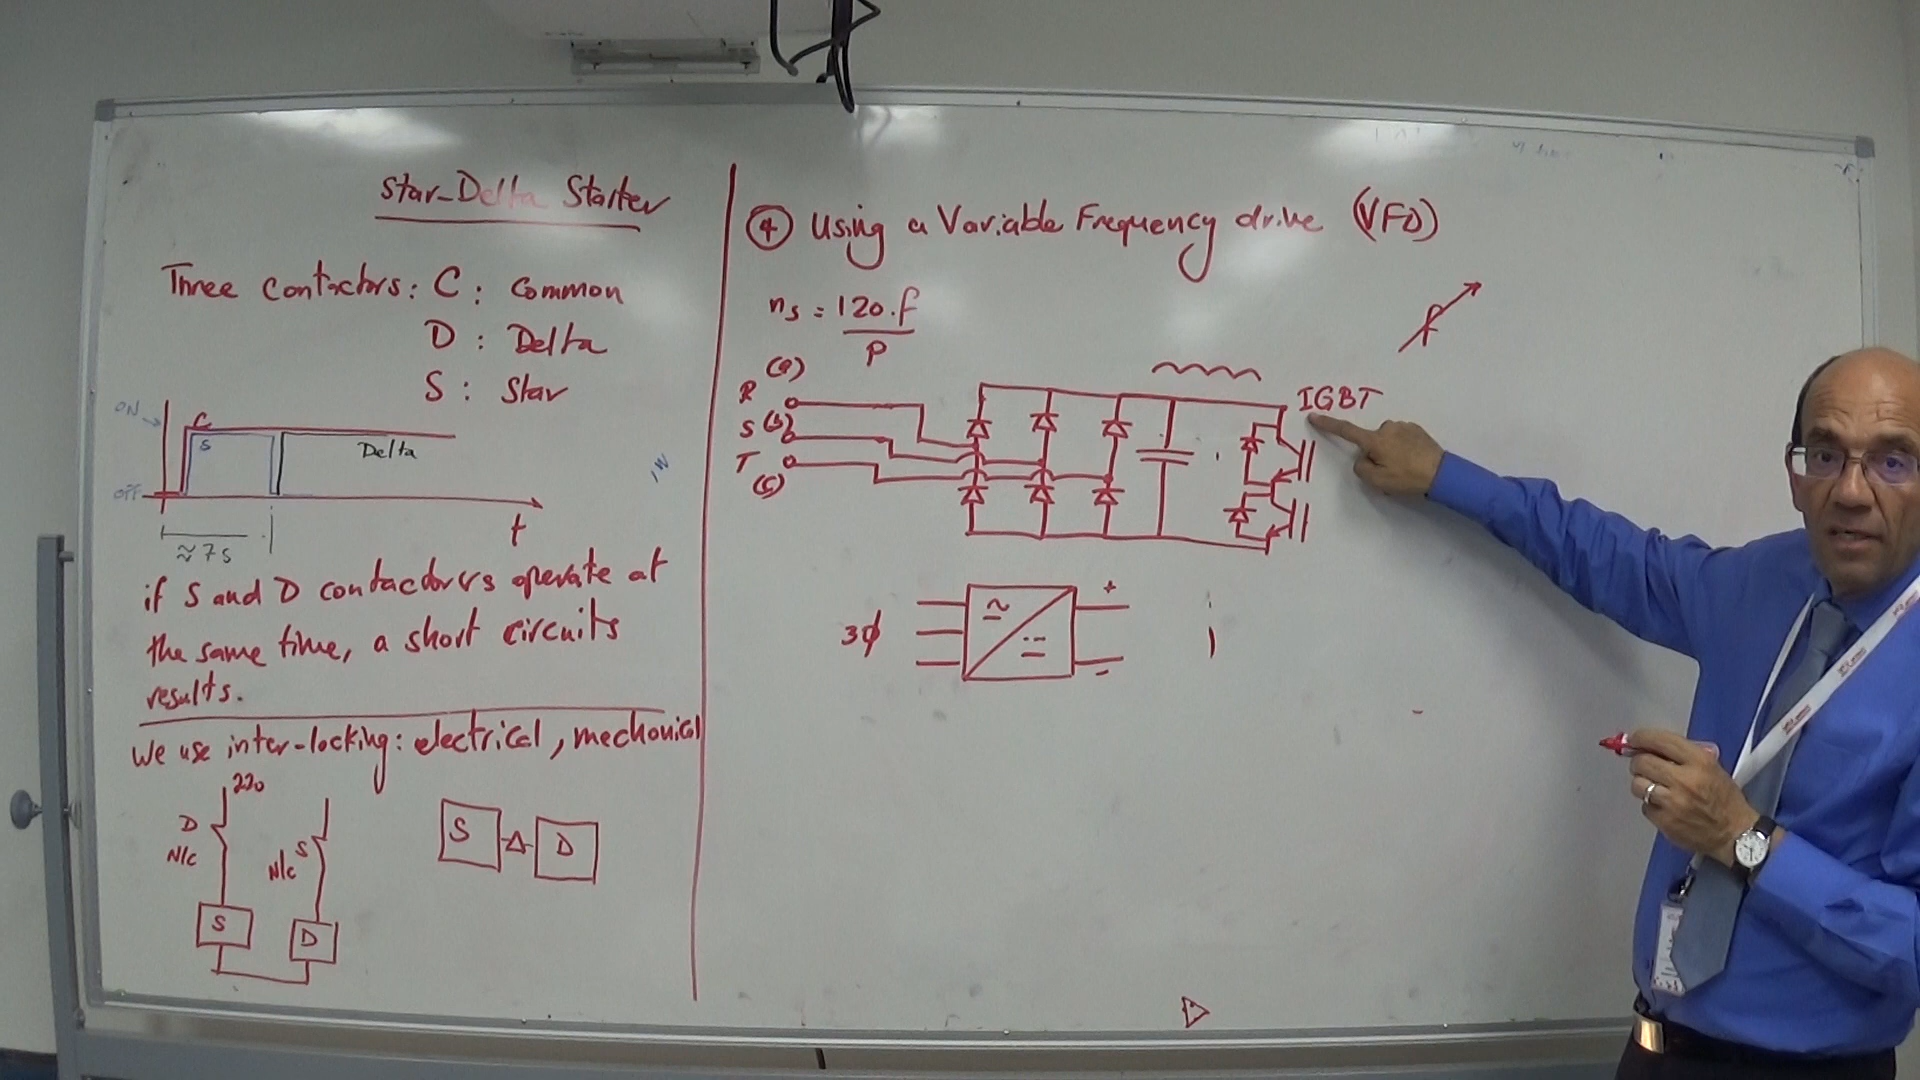 Star-Delta Starter
Three contactors: C: Common
D: Delta
S: Star
ON
C
S
Delta
OFF
t
≈7s
if S and D contactorrs operate at
the same time, a short circuits
results.
We use inter-locking: electrical, mechanical
220
D
N/C
S
N/C
S
D
S
D
④ Using a Variable Frequency drive (VFD)
ns = 120.f
P
f
R (a)
S (b)
T (c)
IGBT
3ϕ
~
+
-